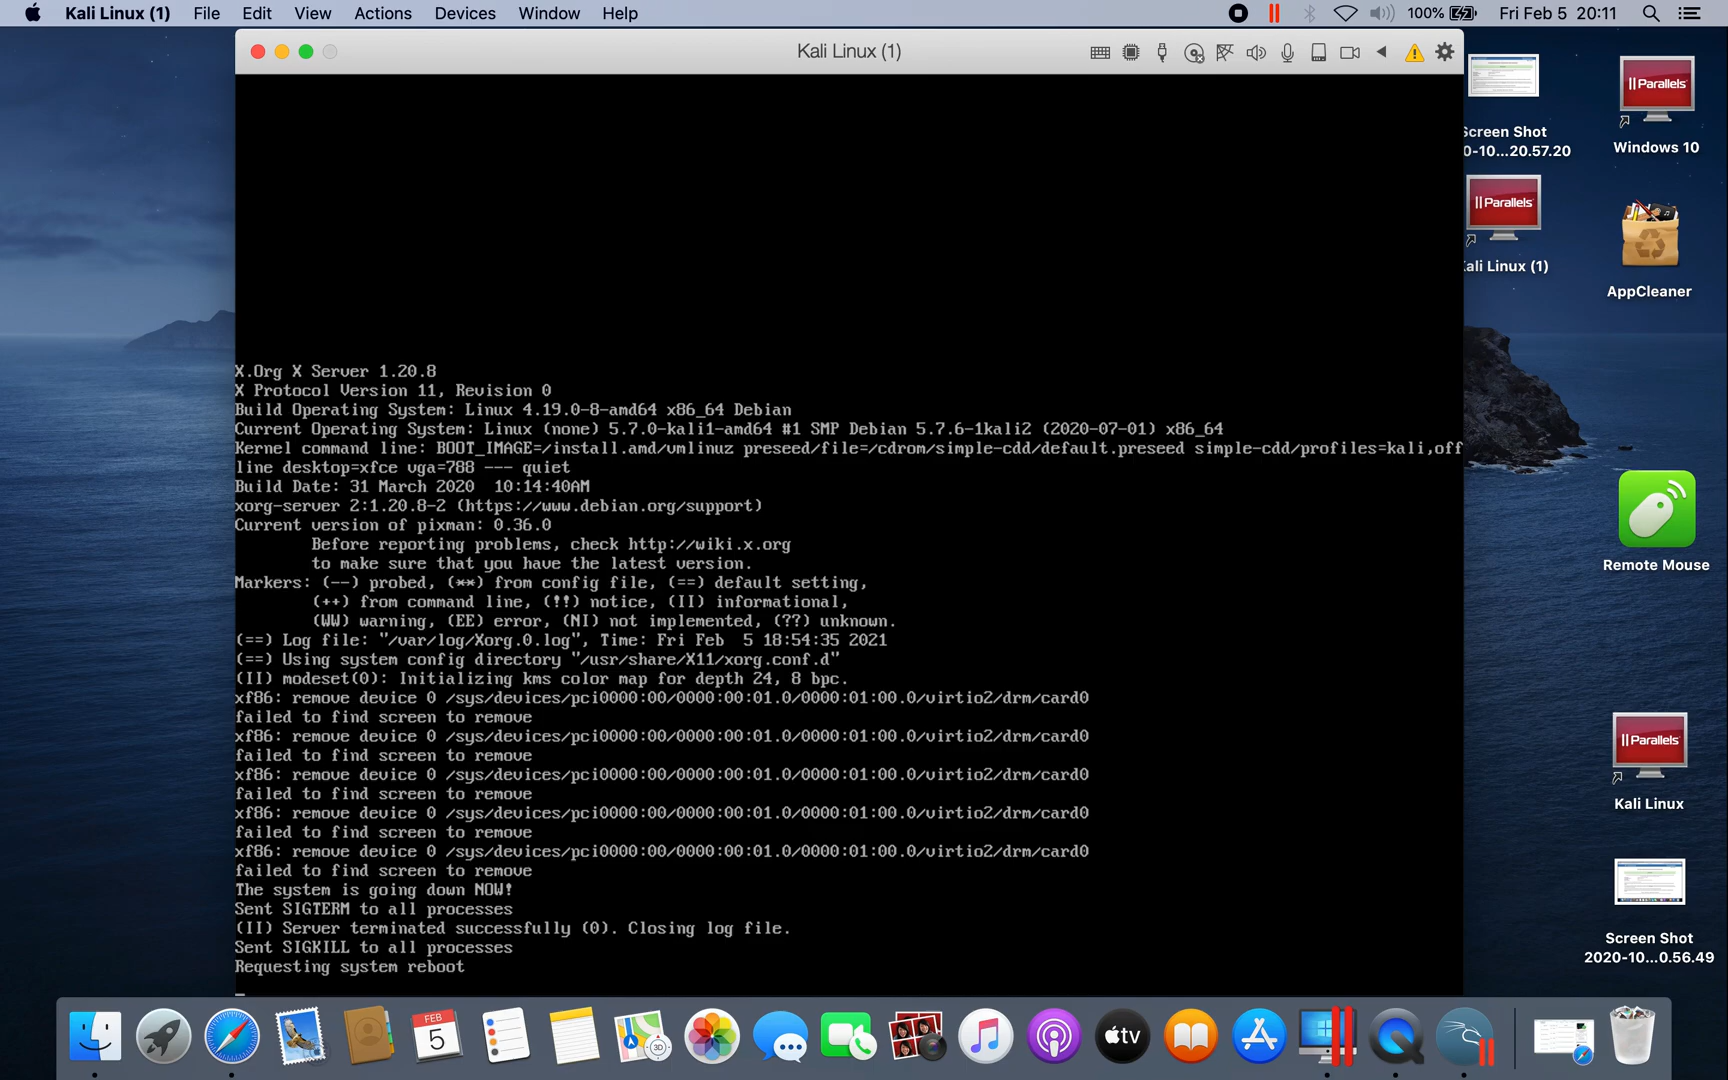 Kali Linux (1) File Edit View Actions Devices Window Help 100% Fri Feb 5 20:11
Kali Linux (1)
X.Org X Server 1.20.8
X Protocol Version 11, Revision 0
Build Operating System: Linux 4.19.0-8-amd64 x86_64 Debian
Current Operating System: Linux (none) 5.7.0-kali1-amd64 #1 SMP Debian 5.7.6-1kali2 (2020-07-01) x86_64
Kernel command line: BOOT_IMAGE=/install.amd/vmlinuz preseed/file=/cdrom/simple-cdd/default.preseed simple-cdd/profiles=kali,off
line desktop=xfce vga=788 --- quiet
Build Date: 31 March 2020  10:14:40AM
xorg-server 2:1.20.8-2 (https://www.debian.org/support)
Current version of pixman: 0.36.0
Before reporting problems, check http://wiki.x.org
to make sure that you have the latest version.
Markers: (--) probed, (**) from config file, (==) default setting,
(++) from command line, (!!) notice, (II) informational,
(WW) warning, (EE) error, (NI) not implemented, (??) unknown.
(==) Log file: "/var/log/Xorg.0.log", Time: Fri Feb  5 18:54:35 2021
(==) Using system config directory "/usr/share/X11/xorg.conf.d"
(II) modeset(0): Initializing kms color map for depth 24, 8 bpc.
xf86: remove device 0 /sys/devices/pci0000:00/0000:00:01.0/0000:01:00.0/virtio2/drm/card0
failed to find screen to remove
xf86: remove device 0 /sys/devices/pci0000:00/0000:00:01.0/0000:01:00.0/virtio2/drm/card0
failed to find screen to remove
xf86: remove device 0 /sys/devices/pci0000:00/0000:00:01.0/0000:01:00.0/virtio2/drm/card0
failed to find screen to remove
xf86: remove device 0 /sys/devices/pci0000:00/0000:00:01.0/0000:01:00.0/virtio2/drm/card0
failed to find screen to remove
xf86: remove device 0 /sys/devices/pci0000:00/0000:00:01.0/0000:01:00.0/virtio2/drm/card0
failed to find screen to remove
The system is going down NOW!
Sent SIGTERM to all processes
(II) Server terminated successfully (0). Closing log file.
Sent SIGKILL to all processes
Requesting system reboot
Screen Shot
0-10...20.57.20
Parallels
Windows 10
Parallels
ali Linux (1)
AppCleaner
Remote Mouse
Parallels
Kali Linux
Screen Shot
2020-10...0.56.49
FEB
5
3D
tv